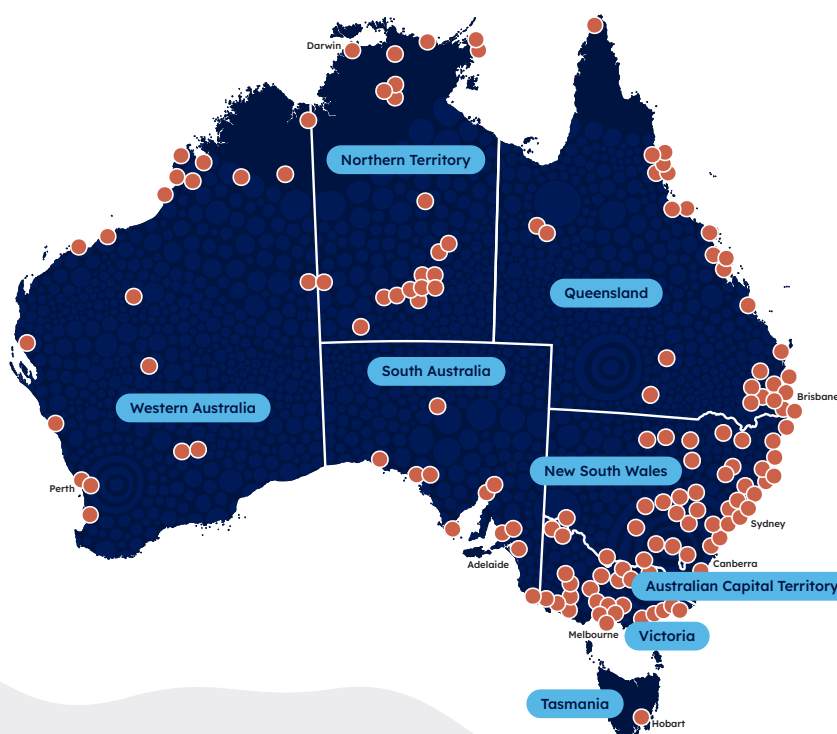 Darwin
Northern Territory
Queensland
South Australia
Western Australia
Brisbane
New South Wales
Perth
Sydney
Adelaide
Canberra
Australian Capital Territory
Melbourne
Victoria
Tasmania
Hobart